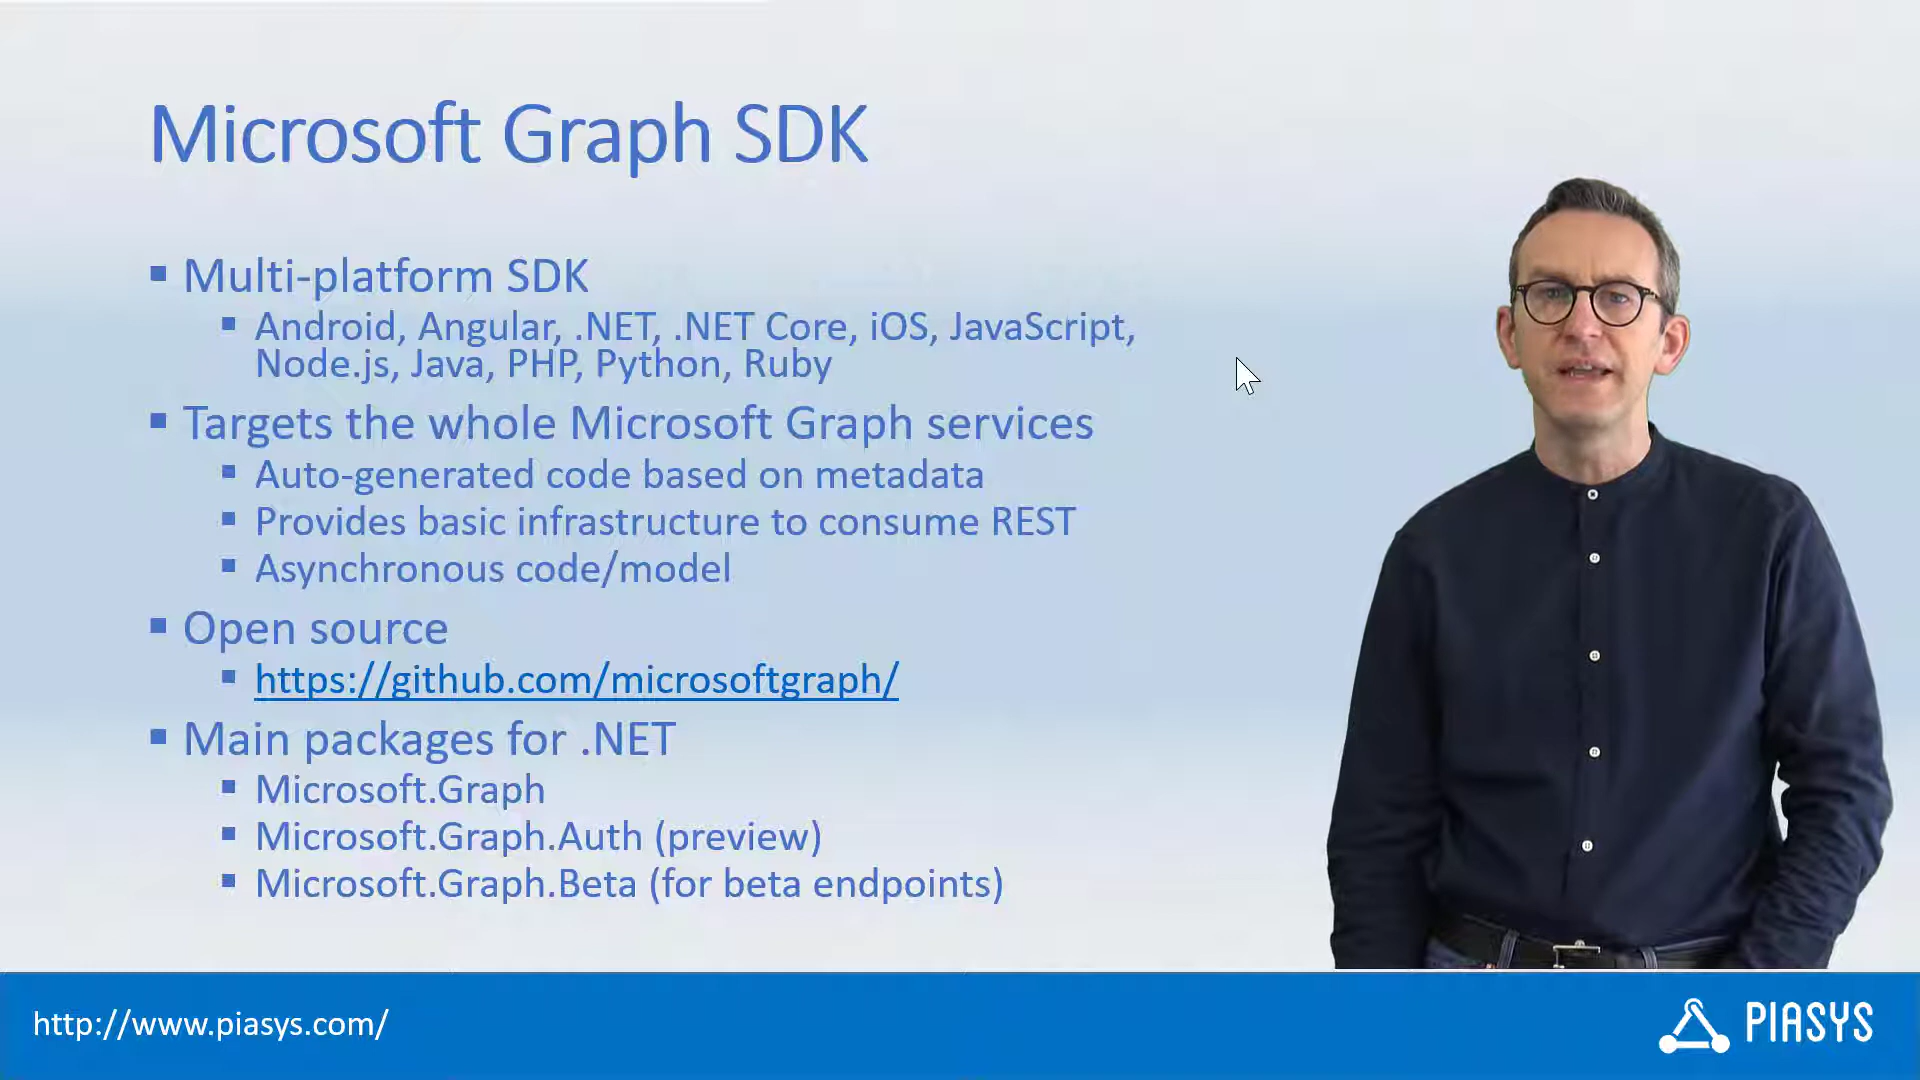 Microsoft Graph SDK
Multi-platform SDK
Android, Angular, .NET, .NET Core, iOS, JavaScript,
Node.js, Java, PHP, Python, Ruby
Targets the whole Microsoft Graph services
Auto-generated code based on metadata
Provides basic infrastructure to consume REST
Asynchronous code/model
Open source
https://github.com/microsoftgraph/
Main packages for .NET
Microsoft.Graph
Microsoft.Graph.Auth (preview)
Microsoft.Graph.Beta (for beta endpoints)
http://www.piasys.com/
PIASYS